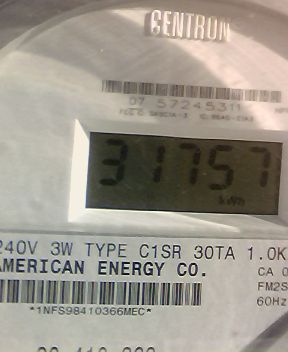 CENTRON
07 57245311
31757
kWh
240V 3W TYPE C1SR 30TA 1.0K
AMERICAN ENERGY CO.
CA 0
FM2S
60Hz
*1NFS98410366MEC*